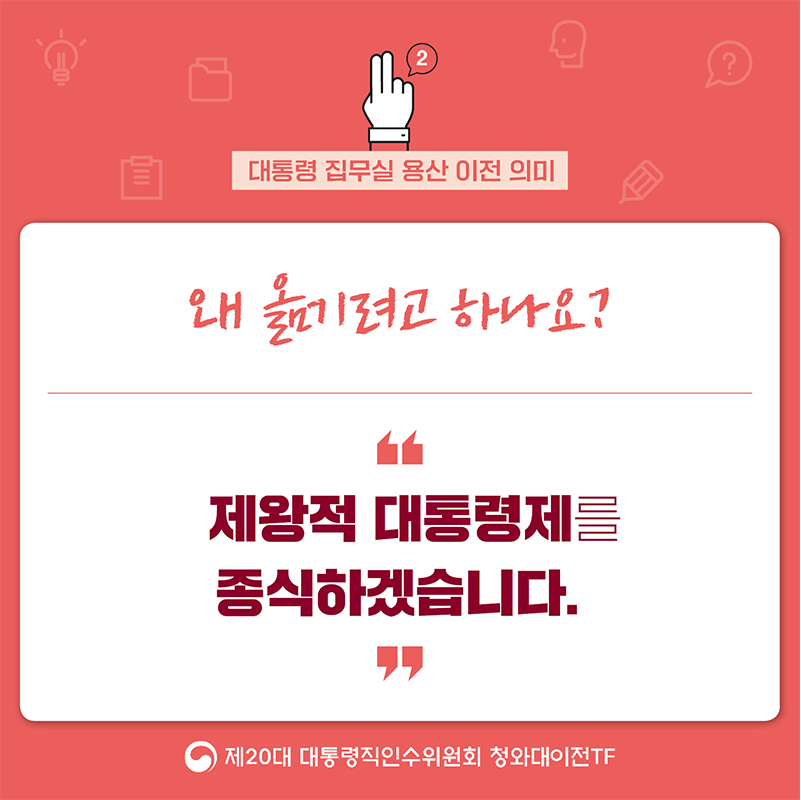 2
대통령 집무실 용산 이전 의미
왜 옮기려고 하나요?
“
제왕적 대통령제를
종식하겠습니다.
”
?
제20대 대통령직인수위원회 청와대이전TF